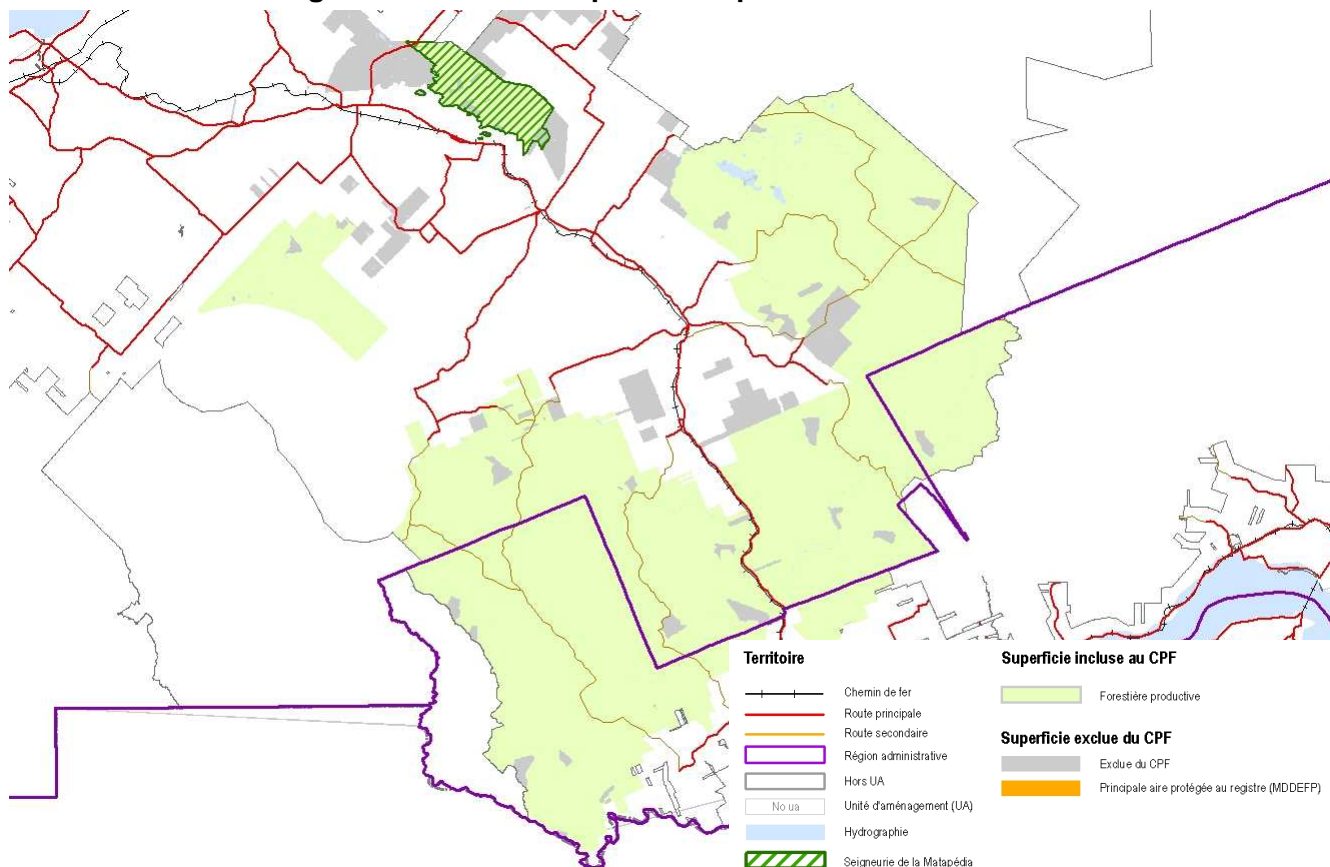 Territoire
Chemin de fer
Route principale
Route secondaire
Région administrative
Hors UA
No ua
Unité d'aménagement (UA)
Hydrographie
Seigneurie de la Matapédia
Superficie incluse au CPF
Forestière productive
Superficie exclue du CPF
Exclue du CPF
Principale aire protégée au registre (MDDEFP)